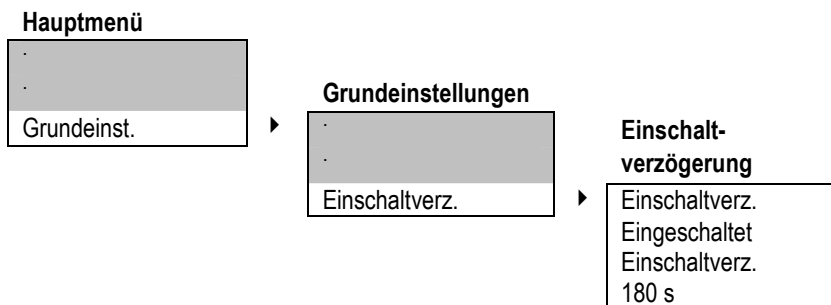 Hauptmenü
.
.
Grundeinst.
Grundeinstellungen
.
.
Einschaltverz.
Einschalt-
verzögerung
Einschaltverz.
Eingeschaltet
Einschaltverz.
180 s